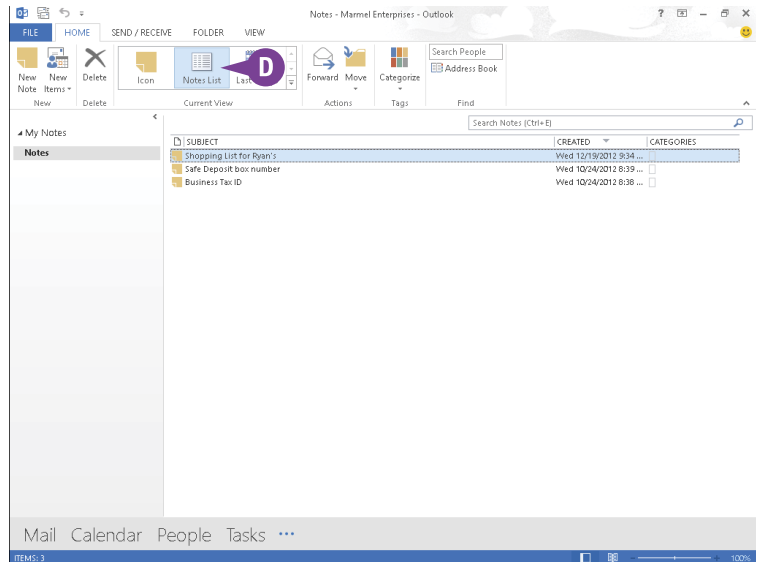 Notes - Marmel Enterprises - Outlook
FILE HOME SEND / RECEIVE FOLDER VIEW
New Note
New Items
Delete
Icon
Notes List
Last
D
Forward
Move
Categorize
Search People
Address Book
New Delete Current View Actions Tags Find
Search Notes (Ctrl+E)
My Notes
Notes
SUBJECT CREATED CATEGORIES
Shopping List for Ryan's Wed 12/19/2012 9:34 ...
Safe Deposit box number Wed 10/24/2012 8:39 ...
Business Tax ID Wed 10/24/2012 8:38 ...
Mail Calendar People Tasks ...
ITEMS: 3 100%